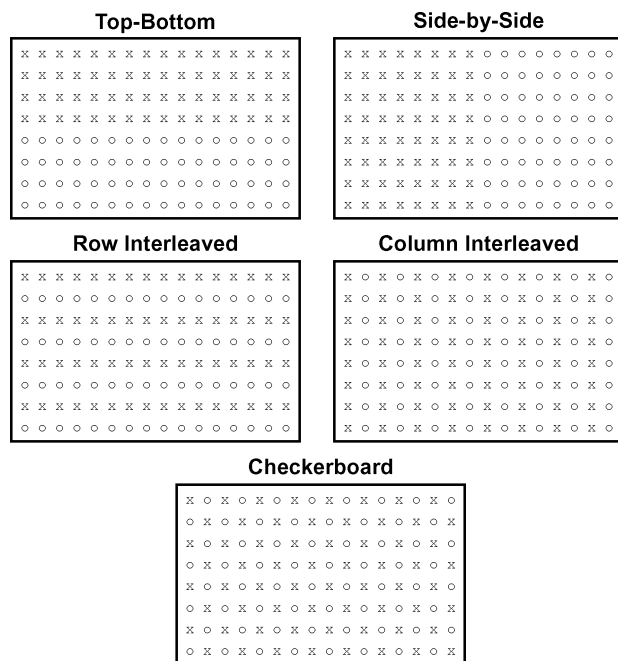 Top-Bottom
x x x x x x x x x x x x x x x x
x x x x x x x x x x x x x x x x
x x x x x x x x x x x x x x x x
x x x x x x x x x x x x x x x x
o o o o o o o o o o o o o o o o
o o o o o o o o o o o o o o o o
o o o o o o o o o o o o o o o o
o o o o o o o o o o o o o o o o
Side-by-Side
x x x x x x x x o o o o o o o o
x x x x x x x x o o o o o o o o
x x x x x x x x o o o o o o o o
x x x x x x x x o o o o o o o o
x x x x x x x x o o o o o o o o
x x x x x x x x o o o o o o o o
x x x x x x x x o o o o o o o o
x x x x x x x x o o o o o o o o
Row Interleaved
x x x x x x x x x x x x x x x x
o o o o o o o o o o o o o o o o
x x x x x x x x x x x x x x x x
o o o o o o o o o o o o o o o o
x x x x x x x x x x x x x x x x
o o o o o o o o o o o o o o o o
x x x x x x x x x x x x x x x x
o o o o o o o o o o o o o o o o
Column Interleaved
x o x o x o x o x o x o x o x o
x o x o x o x o x o x o x o x o
x o x o x o x o x o x o x o x o
x o x o x o x o x o x o x o x o
x o x o x o x o x o x o x o x o
x o x o x o x o x o x o x o x o
x o x o x o x o x o x o x o x o
x o x o x o x o x o x o x o x o
Checkerboard
x o x o x o x o x o x o x o x o
o x o x o x o x o x o x o x o x
x o x o x o x o x o x o x o x o
o x o x o x o x o x o x o x o x
x o x o x o x o x o x o x o x o
o x o x o x o x o x o x o x o x
x o x o x o x o x o x o x o x o
o x o x o x o x o x o x o x o x